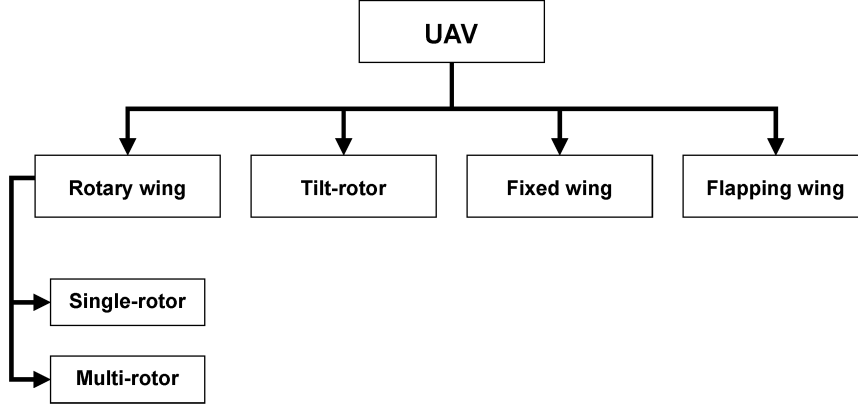 UAV
Rotary wing
Tilt-rotor
Fixed wing
Flapping wing
Single-rotor
Multi-rotor